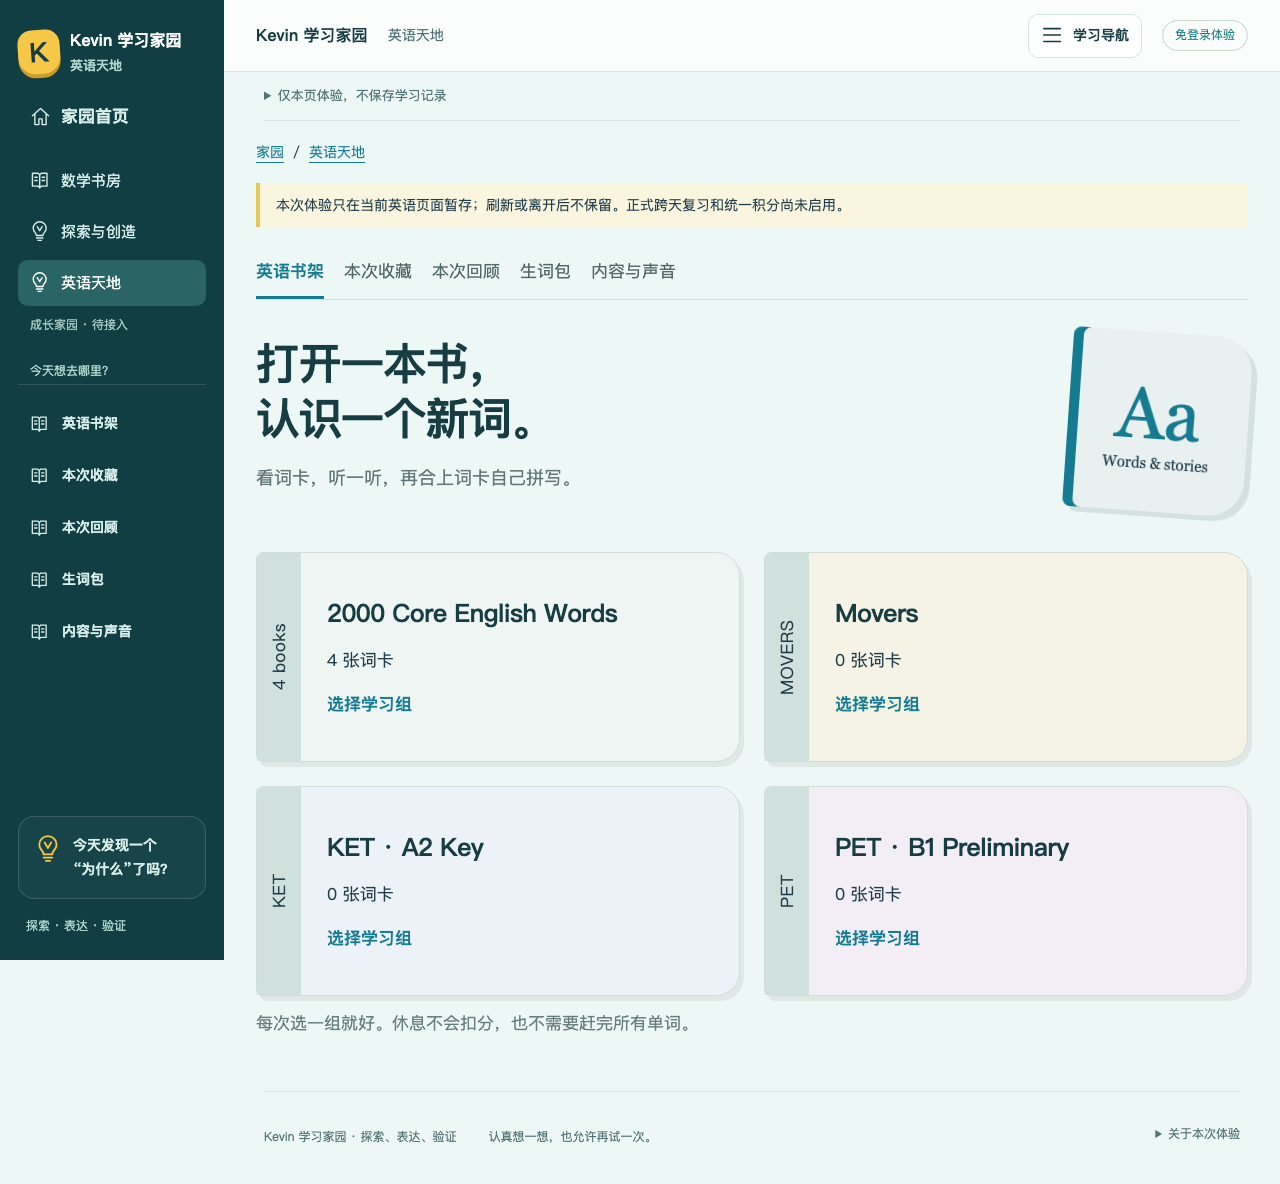 K
Kevin 学习家园
英语天地
家园首页
数学书房
探索与创造
英语天地
成长家园 · 待接入
今天想去哪里？
英语书架
本次收藏
本次回顾
生词包
内容与声音
今天发现一个
“为什么”了吗？
探索 · 表达 · 验证
Kevin 学习家园 英语天地
学习导航
免登录体验
仅本页体验，不保存学习记录
家园 / 英语天地
本次体验只在当前英语页面暂存；刷新或离开后不保留。正式跨天复习和统一积分尚未启用。
英语书架 本次收藏 本次回顾 生词包 内容与声音
打开一本书，
认识一个新词。
看词卡，听一听，再合上词卡自己拼写。
Aa
Words & stories
4 books
2000 Core English Words
4 张词卡
选择学习组
MOVERS
Movers
0 张词卡
选择学习组
KET
KET · A2 Key
0 张词卡
选择学习组
PET
PET · B1 Preliminary
0 张词卡
选择学习组
每次选一组就好。休息不会扣分，也不需要赶完所有单词。
Kevin 学习家园 · 探索、表达、验证 认真想一想，也允许再试一次。
关于本次体验